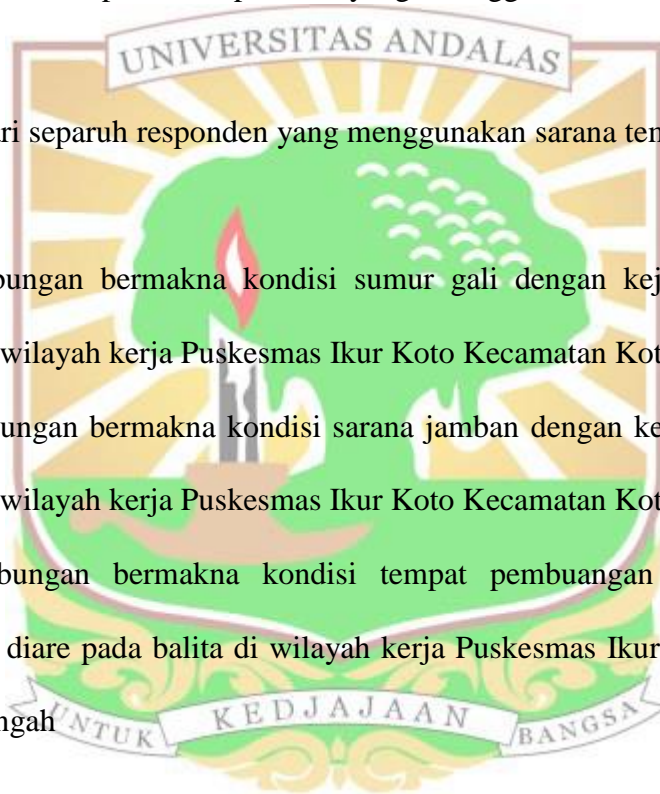 UNIVERSITAS ANDALAS
ari separuh responden yang menggunakan sarana tem
bungan bermakna kondisi sumur gali dengan kej
wilayah kerja Puskesmas Ikur Koto Kecamatan Kot
ungan bermakna kondisi sarana jamban dengan ke
wilayah kerja Puskesmas Ikur Koto Kecamatan Kot
bungan bermakna kondisi tempat pembuangan
diare pada balita di wilayah kerja Puskesmas Ikur
ngah
UNTUK KEDJAJAAN BANGSA